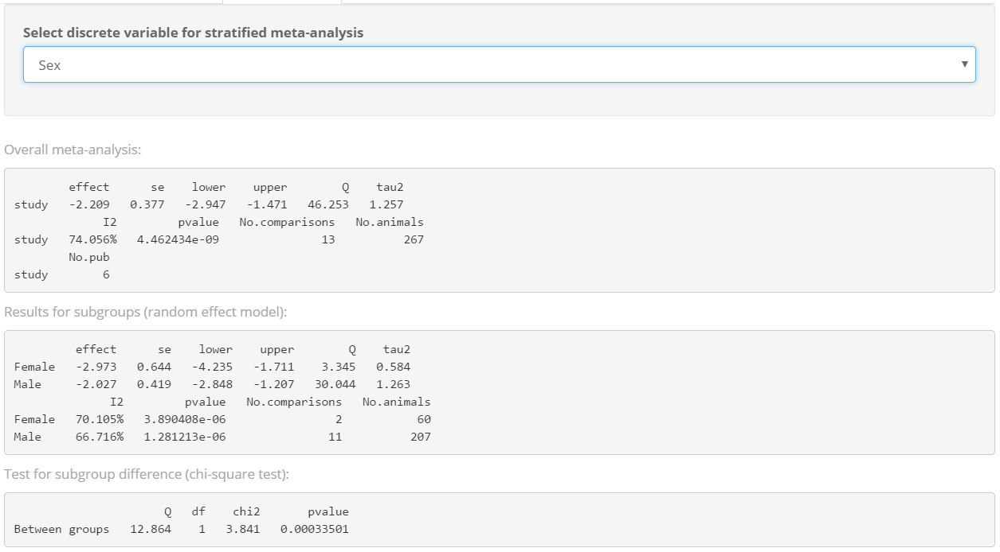 Select discrete variable for stratified meta-analysis
Sex ▼
Overall meta-analysis:
effect se lower upper Q tau2
study -2.209 0.377 -2.947 -1.471 46.253 1.257
I2 pvalue No.comparisons No.animals
study 74.056% 4.462434e-09 13 267
No.pub
study 6
Results for subgroups (random effect model):
effect se lower upper Q tau2
Female -2.973 0.644 -4.235 -1.711 3.345 0.584
Male -2.027 0.419 -2.848 -1.207 30.044 1.263
I2 pvalue No.comparisons No.animals
Female 70.105% 3.890408e-06 2 60
Male 66.716% 1.281213e-06 11 207
Test for subgroup difference (chi-square test):
Q df chi2 pvalue
Between groups 12.864 1 3.841 0.00033501